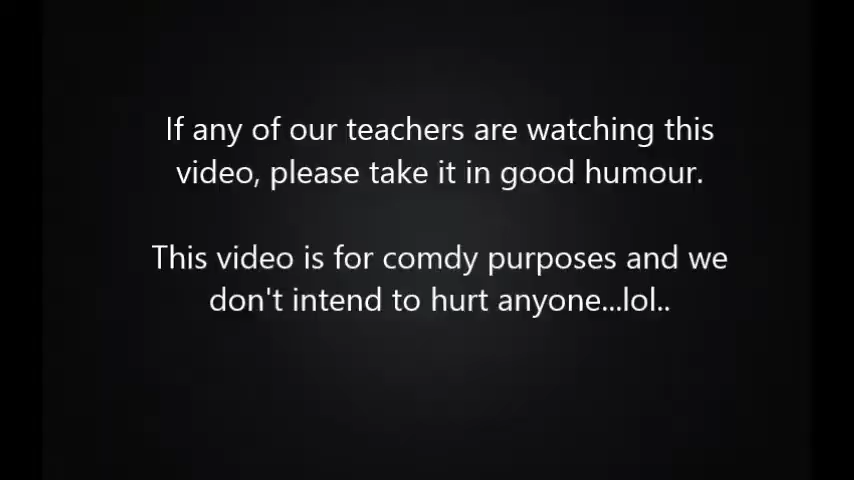 If any of our teachers are watching this
video, please take it in good humour.
This video is for comdy purposes and we
don't intend to hurt anyone...lol..